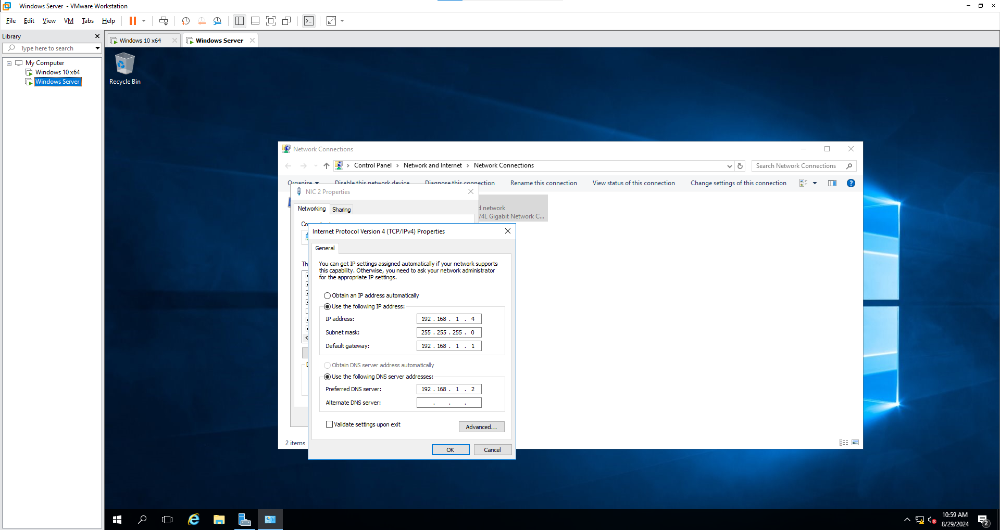 Windows Server - VMware Workstation
File Edit View VM Tabs Help
Library
Type here to search
My Computer
Windows 10 x64
Windows Server
Windows 10 x64
Windows Server
Recycle Bin
Network Connections
Control Panel > Network and Internet > Network Connections
Search Network Connections
Organize Disable this network device Diagnose this connection Rename this connection View status of this connection Change settings of this connection
NIC 2 Properties
d network
74L Gigabit Network C...
Networking Sharing
Internet Protocol Version 4 (TCP/IPv4) Properties
General
You can get IP settings assigned automatically if your network supports
this capability. Otherwise, you need to ask your network administrator
for the appropriate IP settings.
Obtain an IP address automatically
Use the following IP address:
IP address: 192 . 168 . 1 . 4
Subnet mask: 255 . 255 . 255 . 0
Default gateway: 192 . 168 . 1 . 1
Obtain DNS server address automatically
Use the following DNS server addresses:
Preferred DNS server: 192 . 168 . 1 . 2
Alternate DNS server: . . .
Validate settings upon exit
Advanced...
OK Cancel
2 items
10:59 AM
8/29/2024
2